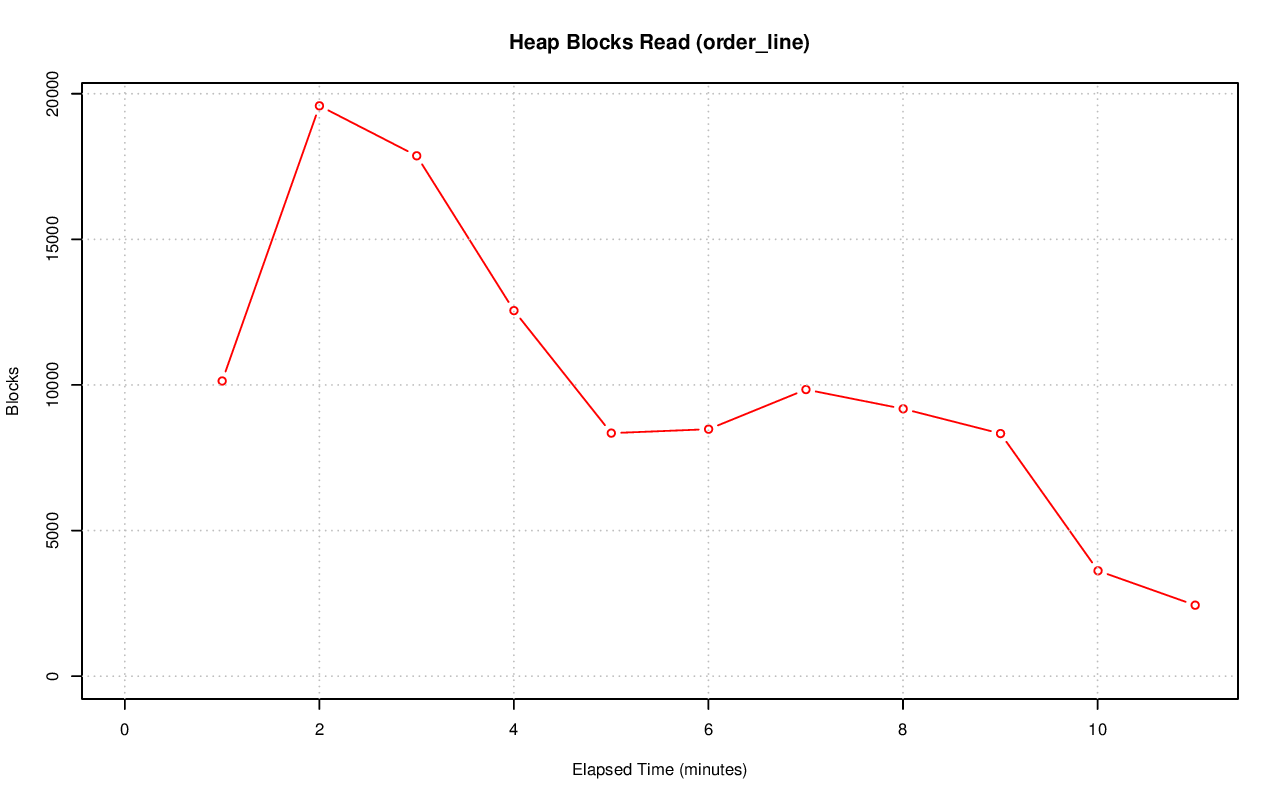 Heap Blocks Read (order_line)
20000
15000
10000
5000
0
Blocks
0 2 4 6 8 10
Elapsed Time (minutes)